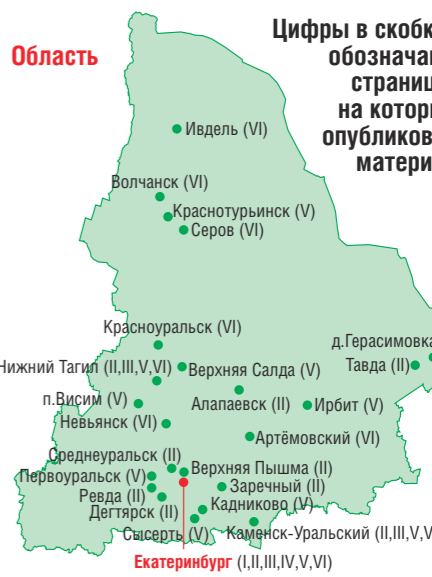 Область
Цифры в скобк
обозначаю
страниц
на котор
опубликов
матери
Ивдель (VI)
Волчанск (VI)
Краснотурьинск (V)
Серов (VI)
Красноуральск (VI)
д.Герасимовка
Нижний Тагил (II,III,V,VI)
Верхняя Салда (V)
Тавда (II)
п.Висим (V)
Алапаевск (II)
Ирбит (V)
Невьянск (VI)
Артёмовский (VI)
Среднеуральск (II)
Верхняя Пышма (II)
Первоуральск (V)
Заречный (II)
Ревда (II)
Кадниково (V)
Дегтярск (II)
Сысерть (V)
Каменск-Уральский (II,III,V,V
Екатеринбург (I,II,III,IV,V,VI)